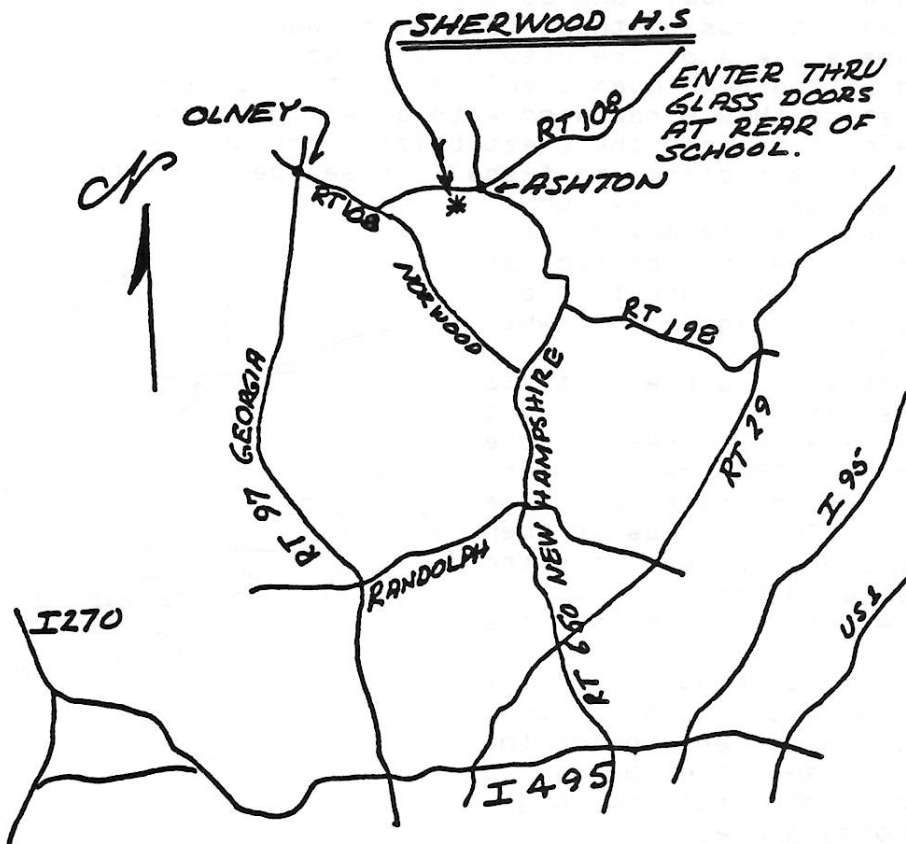 SHERWOOD H.S
ENTER THRU
GLASS DOORS
AT REAR OF
SCHOOL.
OLNEY
RT 108
ASHTON
N
RT 108
NORWOOD
RT 198
GEORGIA
RT 97
NEW HAMPSHIRE
RT 650
RT 29
I 95
US 1
RANDOLPH
I270
I 495